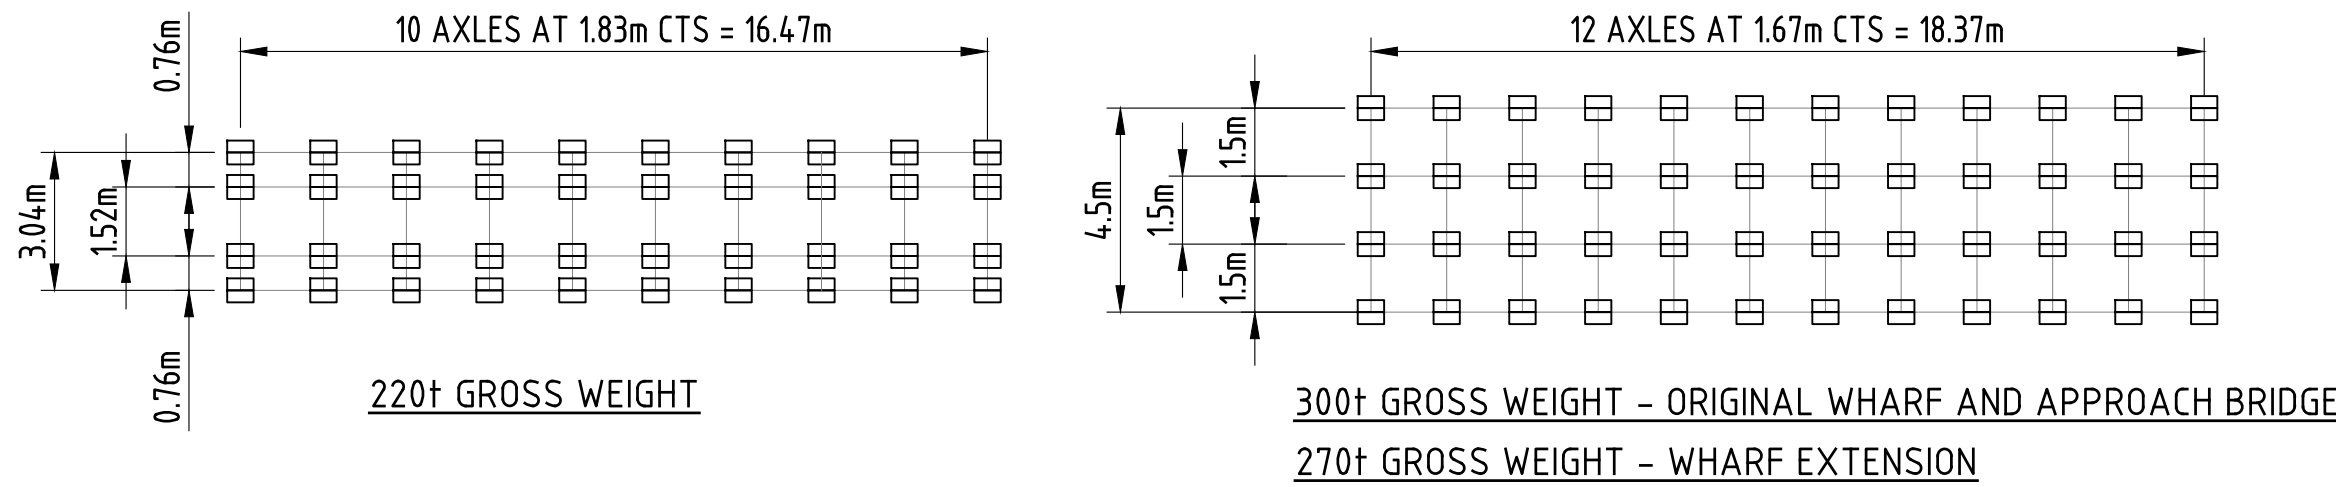 10 AXLES AT 1.83m CTS = 16.47m
0.76m
3.04m
1.52m
0.76m
220t GROSS WEIGHT
12 AXLES AT 1.67m CTS = 18.37m
1.5m
4.5m
1.5m
1.5m
300t GROSS WEIGHT - ORIGINAL WHARF AND APPROACH BRIDGE
270t GROSS WEIGHT - WHARF EXTENSION